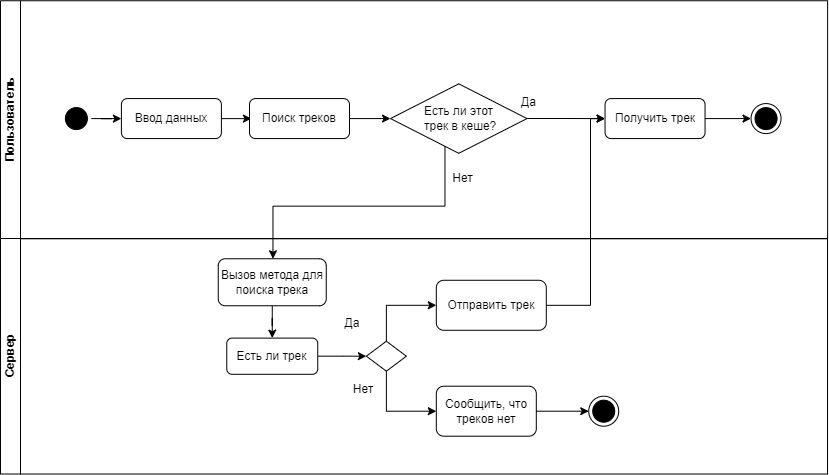 Пользователь
Ввод данных
Поиск треков
Есть ли этот
трек в кеше?
Да
Получить трек
Нет
Сервер
Вызов метода для
поиска трека
Есть ли трек
Да
Отправить трек
Нет
Сообщить, что
треков нет